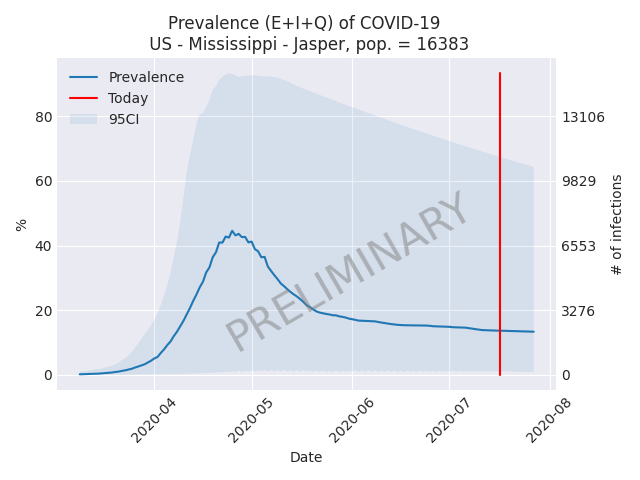 Prevalence (E+I+Q) of COVID-19
US - Mississippi - Jasper, pop. = 16383
Prevalence
Today
95CI
80
60
40
20
0
%
13106
9829
6553
3276
0
# of infections
PRELIMINARY
2020-04
2020-05
2020-06
2020-07
2020-08
Date